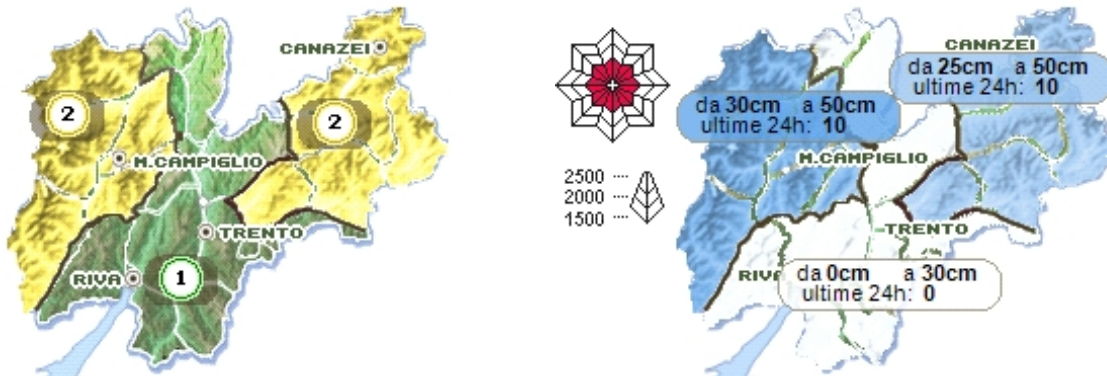 CANAZEI
2
2
M.CAMPIGLIO
TRENTO
RIVA
1
2500
2000
1500
CANAZEI
da 25cm a 50cm
ultime 24h: 10
da 30cm a 50cm
ultime 24h: 10
M.CAMPIGLIO
TRENTO
RIVA
da 0cm a 30cm
ultime 24h: 0